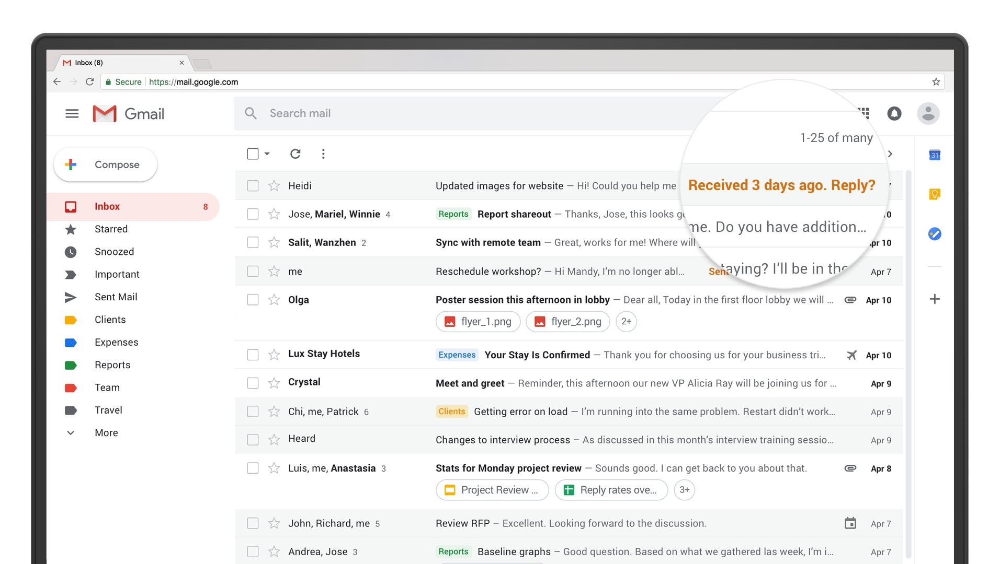 Inbox (8)
Secure https://mail.google.com
Gmail
Search mail
Compose
Inbox 8
Starred
Snoozed
Important
Sent Mail
Clients
Expenses
Reports
Team
Travel
More
1-25 of many
31
Heidi Updated images for website – Hi! Could you help me Received 3 days ago. Reply?
Jose, Mariel, Winnie 4 Reports Report shareout – Thanks, Jose, this looks me. Do you have addition...
Salit, Wanzhen 2 Sync with remote team – Great, works for me! Where will staying? I'll be in the Apr 10
me Reschedule workshop? – Hi Mandy, I'm no longer abl... Sent Apr 7
Olga Poster session this afternoon in lobby – Dear all, Today in the first floor lobby we will ... Apr 10
flyer_1.png flyer_2.png 2+
Lux Stay Hotels Expenses Your Stay Is Confirmed – Thank you for choosing us for your business tri... Apr 10
Crystal Meet and greet – Reminder, this afternoon our new VP Alicia Ray will be joining us for ... Apr 9
Chi, me, Patrick 6 Clients Getting error on load – I'm running into the same problem. Restart didn't work... Apr 9
Heard Changes to interview process – As discussed in this month's interview training sessio... Apr 9
Luis, me, Anastasia 3 Stats for Monday project review – Sounds good. I can get back to you about that. Apr 8
Project Review ... Reply rates ove... 3+
John, Richard, me 5 Review RFP – Excellent. Looking forward to the discussion. Apr 7
Andrea, Jose 3 Reports Baseline graphs – Good question. Based on what we gathered las week, I'm i... Apr 7